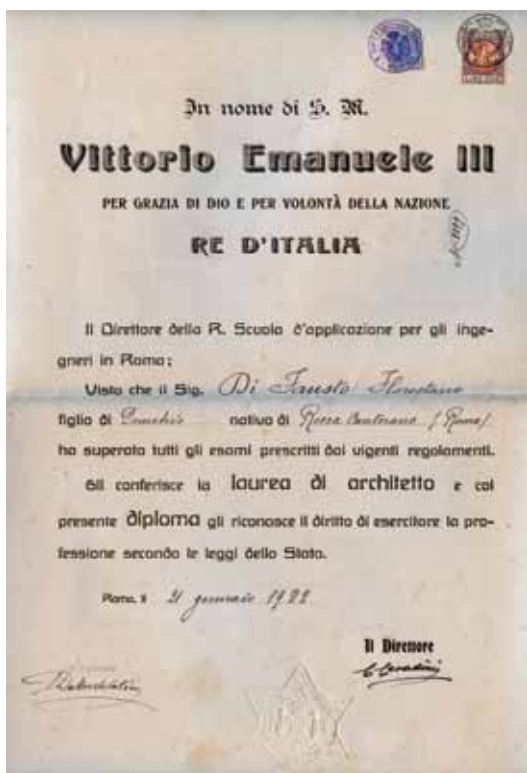 In nome di S. M.
Vittorio Emanuele III
PER GRAZIA DI DIO E PER VOLONTÀ DELLA NAZIONE
RE D'ITALIA
Il Direttore della R. Scuola d'applicazione per gli inge-
gneri in Roma;
Visto che il Sig. Di Fausto Florestano
figlio di nativo di Rocca Canterano (Roma)
ha superato tutti gli esami prescritti dai vigenti regolamenti.
Gli conferisce la laurea di architetto e col
presente diploma gli riconosce il diritto di esercitare la pro-
fessione secondo le leggi dello Stato.
Roma, il 21 gennaio 1922
Il Direttore